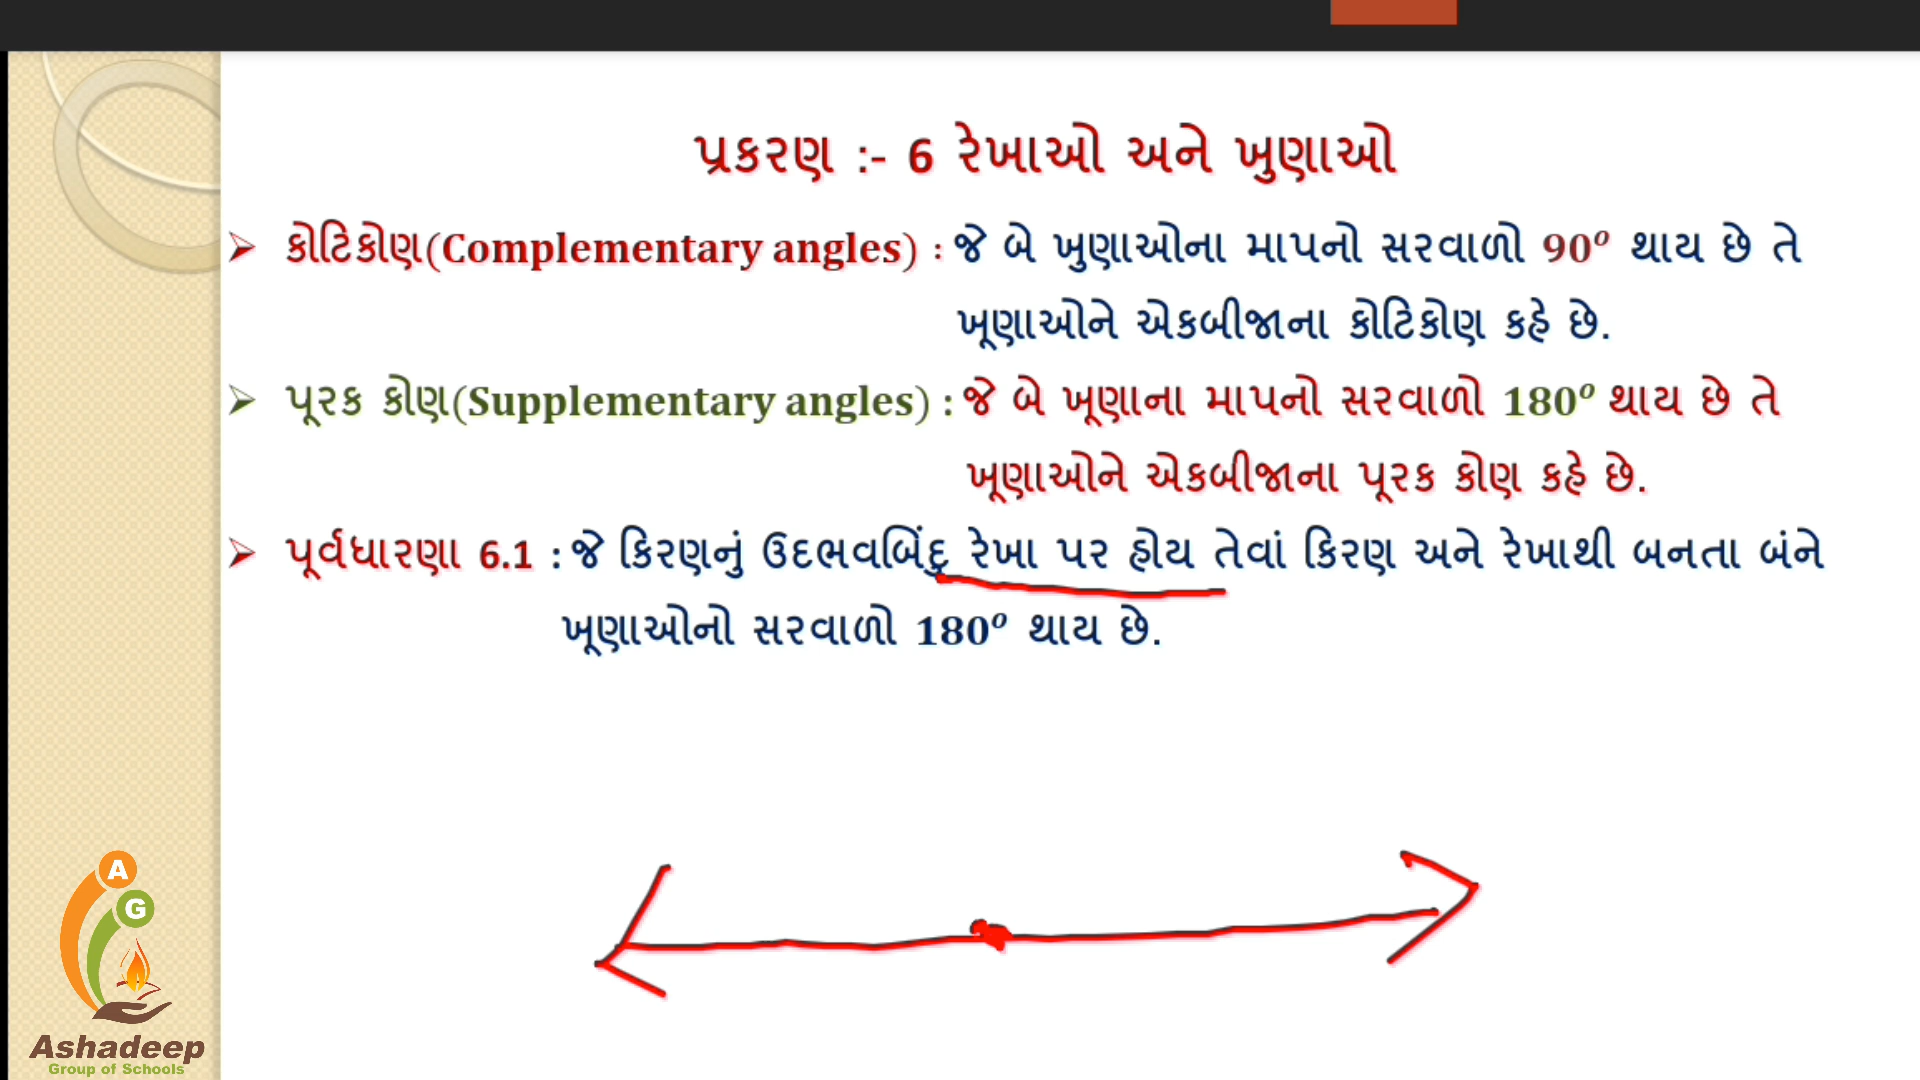 પ્રકરણ :- 6 રેખાઓ અને ખુણાઓ
➢ કોટિકોણ(Complementary angles) : જે બે ખુણાઓના માપનો સરવાળો 90° થાય છે તે
ખૂણાઓને એકબીજાના કોટિકોણ કહે છે.
➢ પૂરક કોણ(Supplementary angles) : જે બે ખૂણાના માપનો સરવાળો 180° થાય છે તે
ખૂણાઓને એકબીજાના પૂરક કોણ કહે છે.
➢ પૂર્વધારણા 6.1 : જે કિરણનું ઉદભવબિંદુ રેખા પર હોય તેવાં કિરણ અને રેખાથી બનતા બંને
ખૂણાઓનો સરવાળો 180° થાય છે.
A
G
Ashadeep
Group of Schools